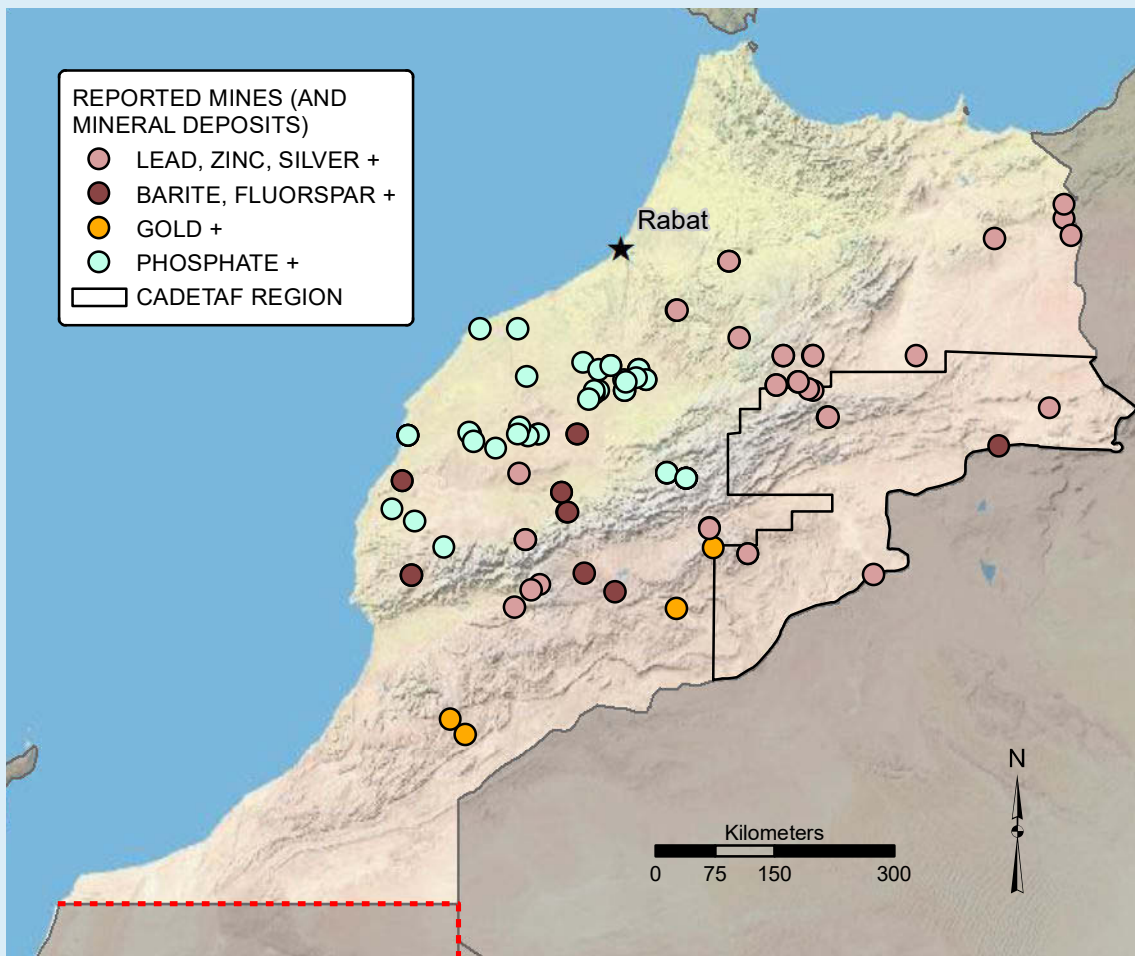 REPORTED MINES (AND
MINERAL DEPOSITS)
LEAD, ZINC, SILVER +
BARITE, FLUORSPAR +
GOLD +
PHOSPHATE +
CADETAF REGION
Rabat
N
Kilometers
0 75 150 300